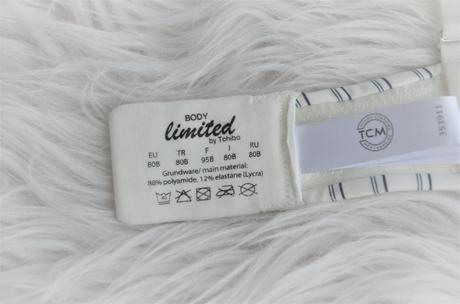 BODY
limited
by Tchibo
EU TR F I RU
80B 80B 95B 80B 80B
Grundware/ main material:
88% polyamide, 12% elastane (Lycra)
40
TCM
353911